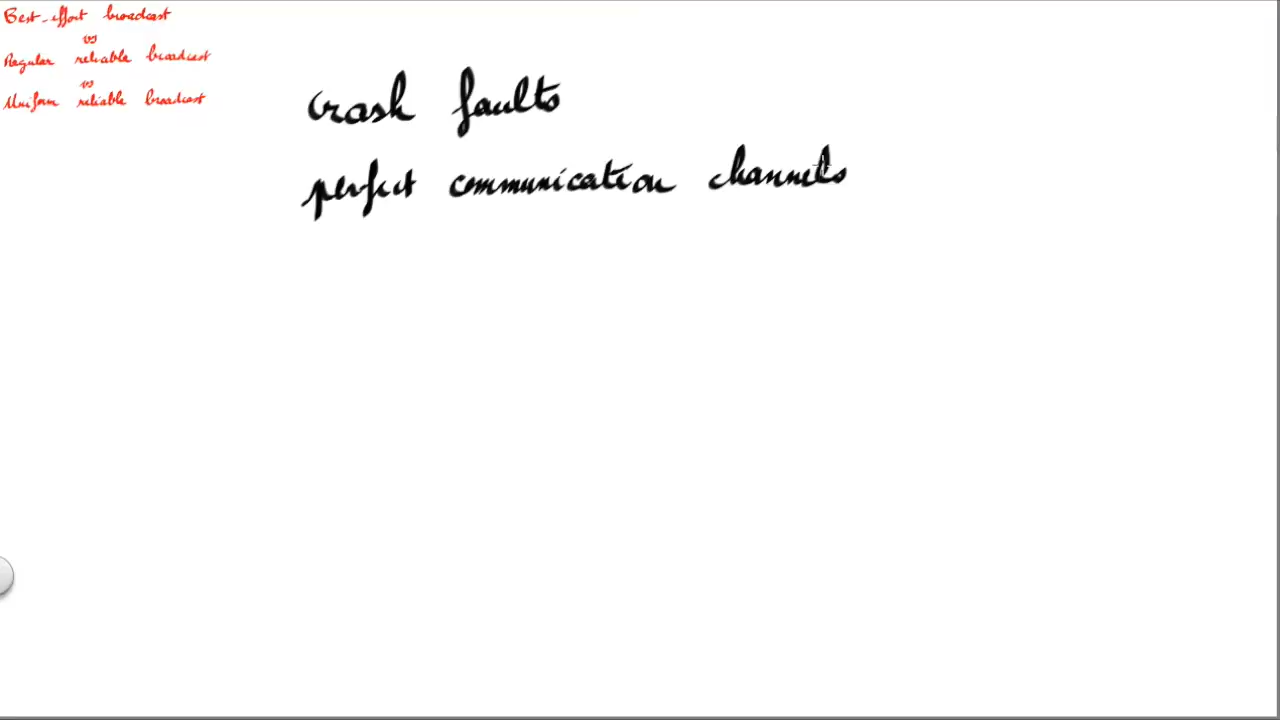 Best-effort broadcast
vs
Regular reliable broadcast
vs
Uniform reliable broadcast
crash faults
perfect communication channels